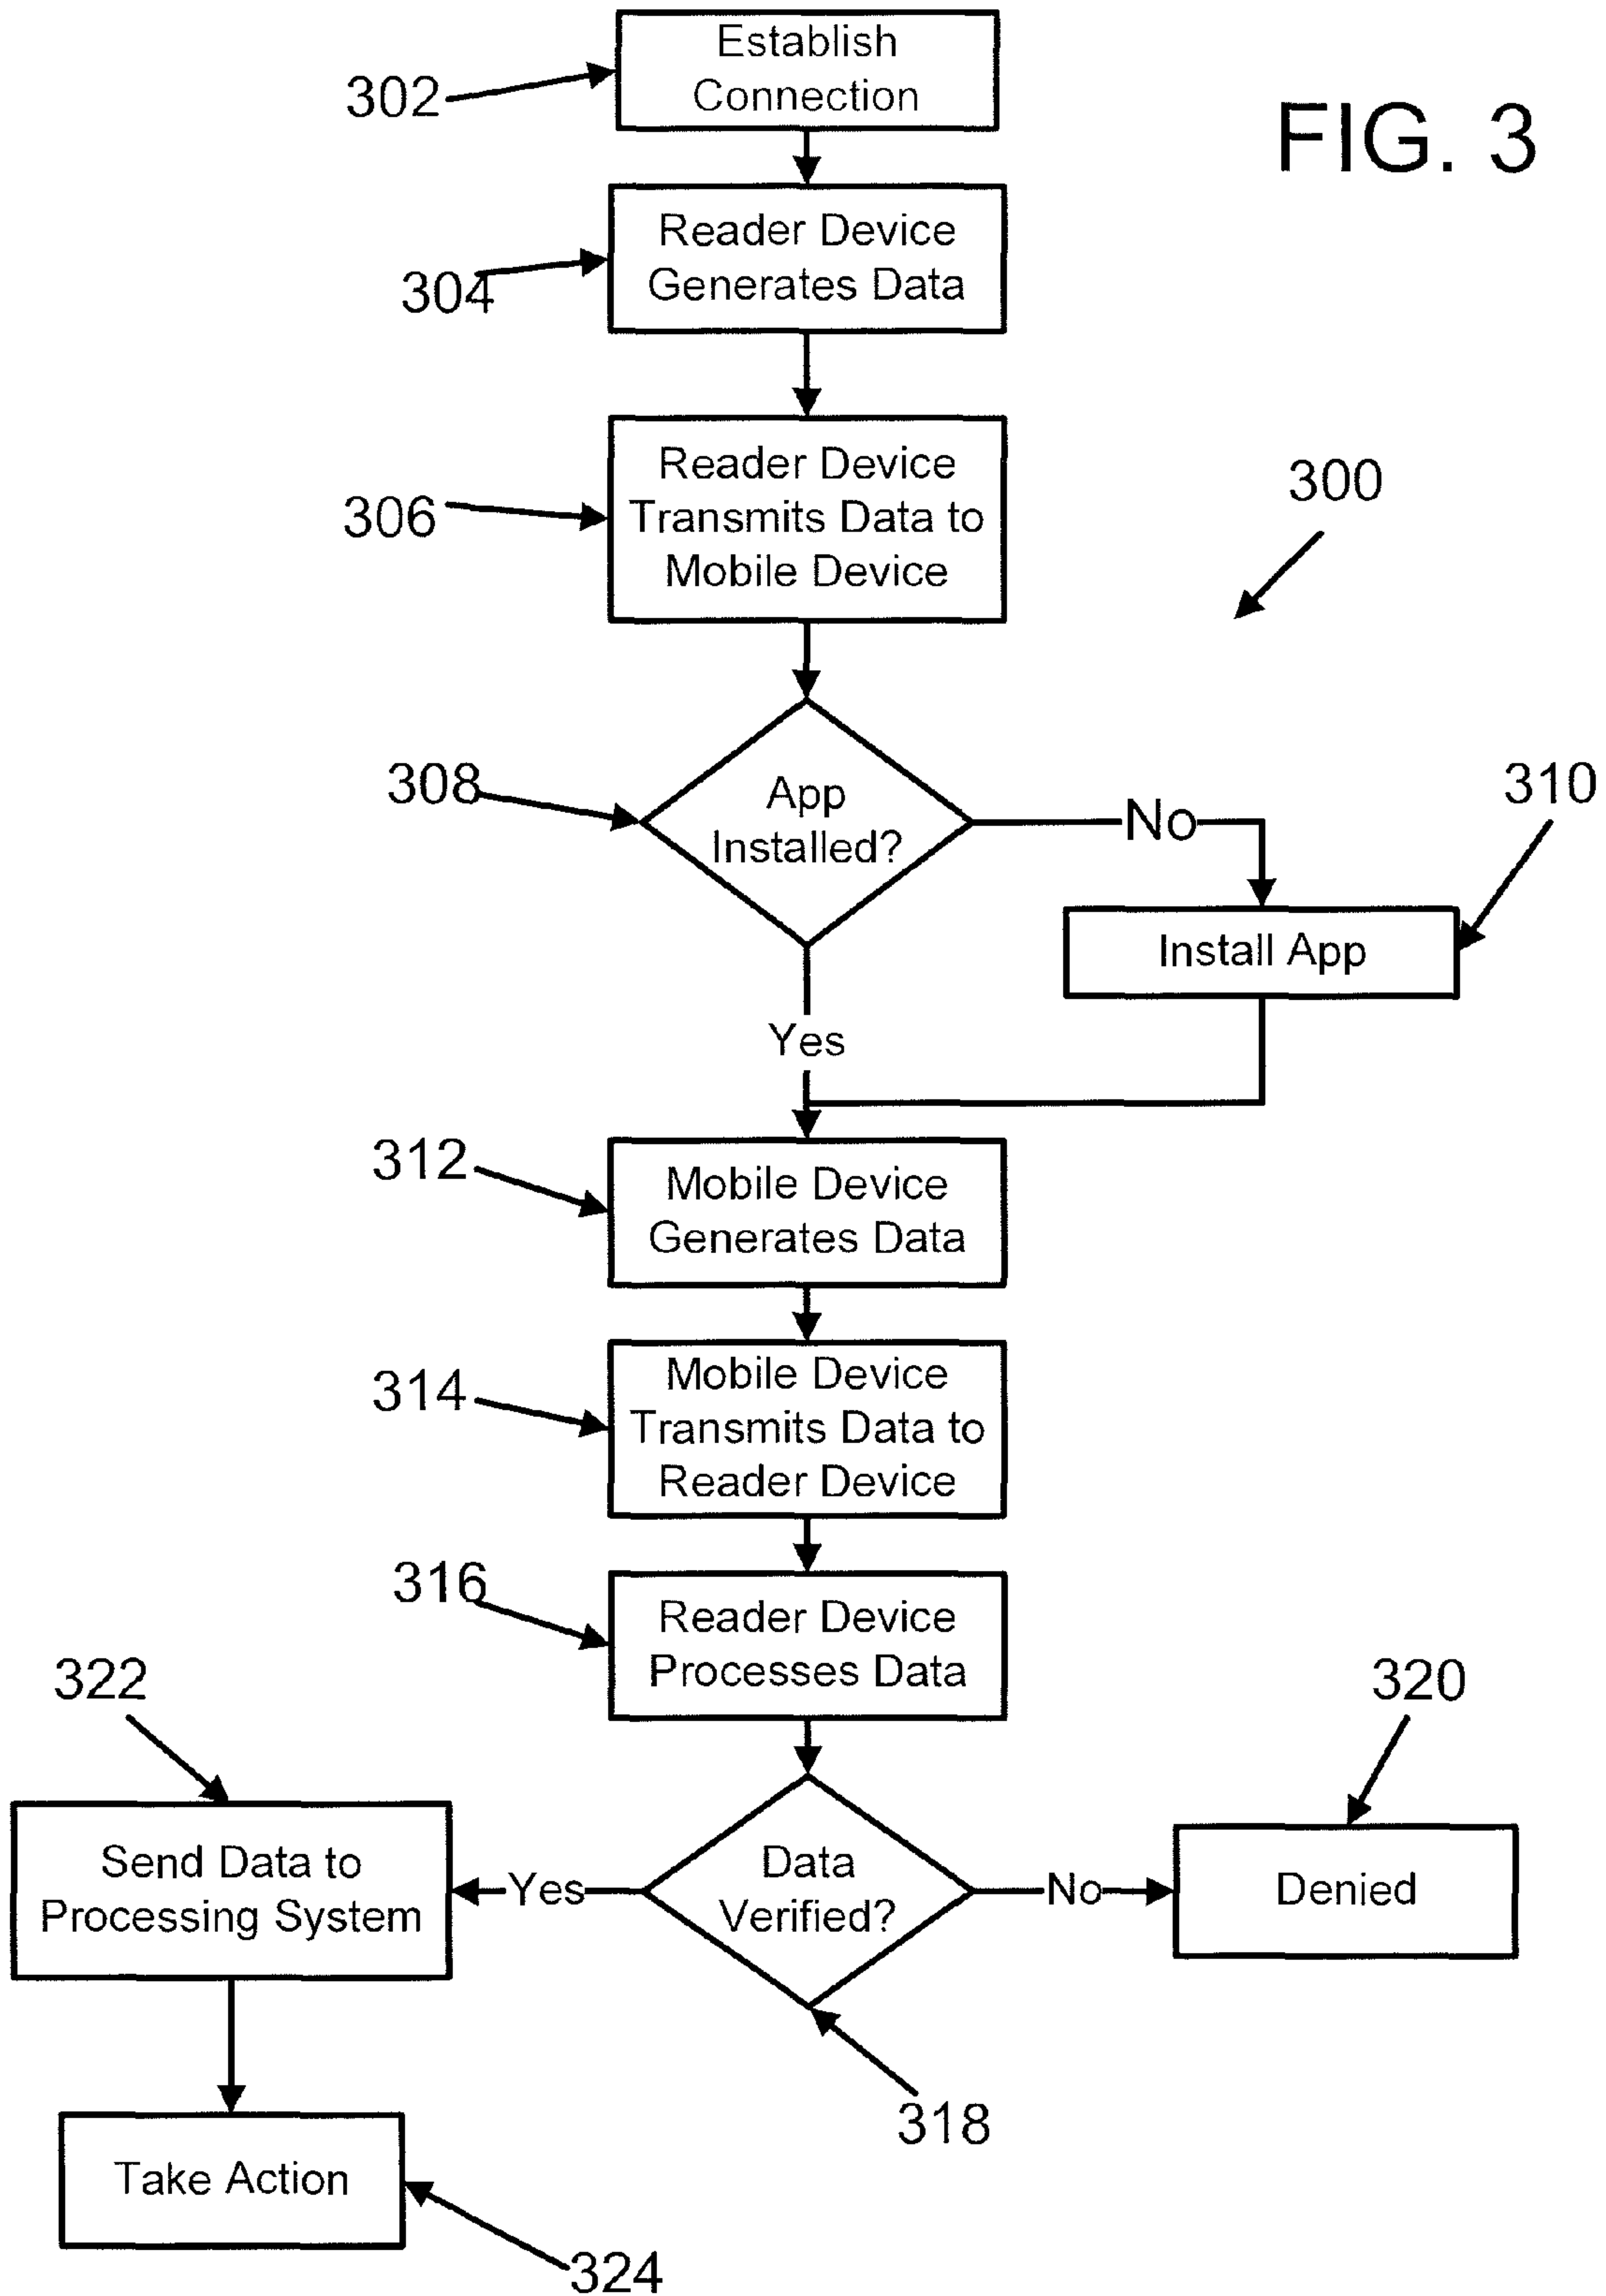 Establish
Connection
302
FIG. 3
Reader Device
Generates Data
304
Reader Device
Transmits Data to
Mobile Device
306
300
App
Installed?
308
No
310
Install App
Yes
312
Mobile Device
Generates Data
314
Mobile Device
Transmits Data to
Reader Device
316
Reader Device
Processes Data
322
320
Send Data to
Processing System
Yes
Data
Verified?
No
Denied
318
Take Action
324